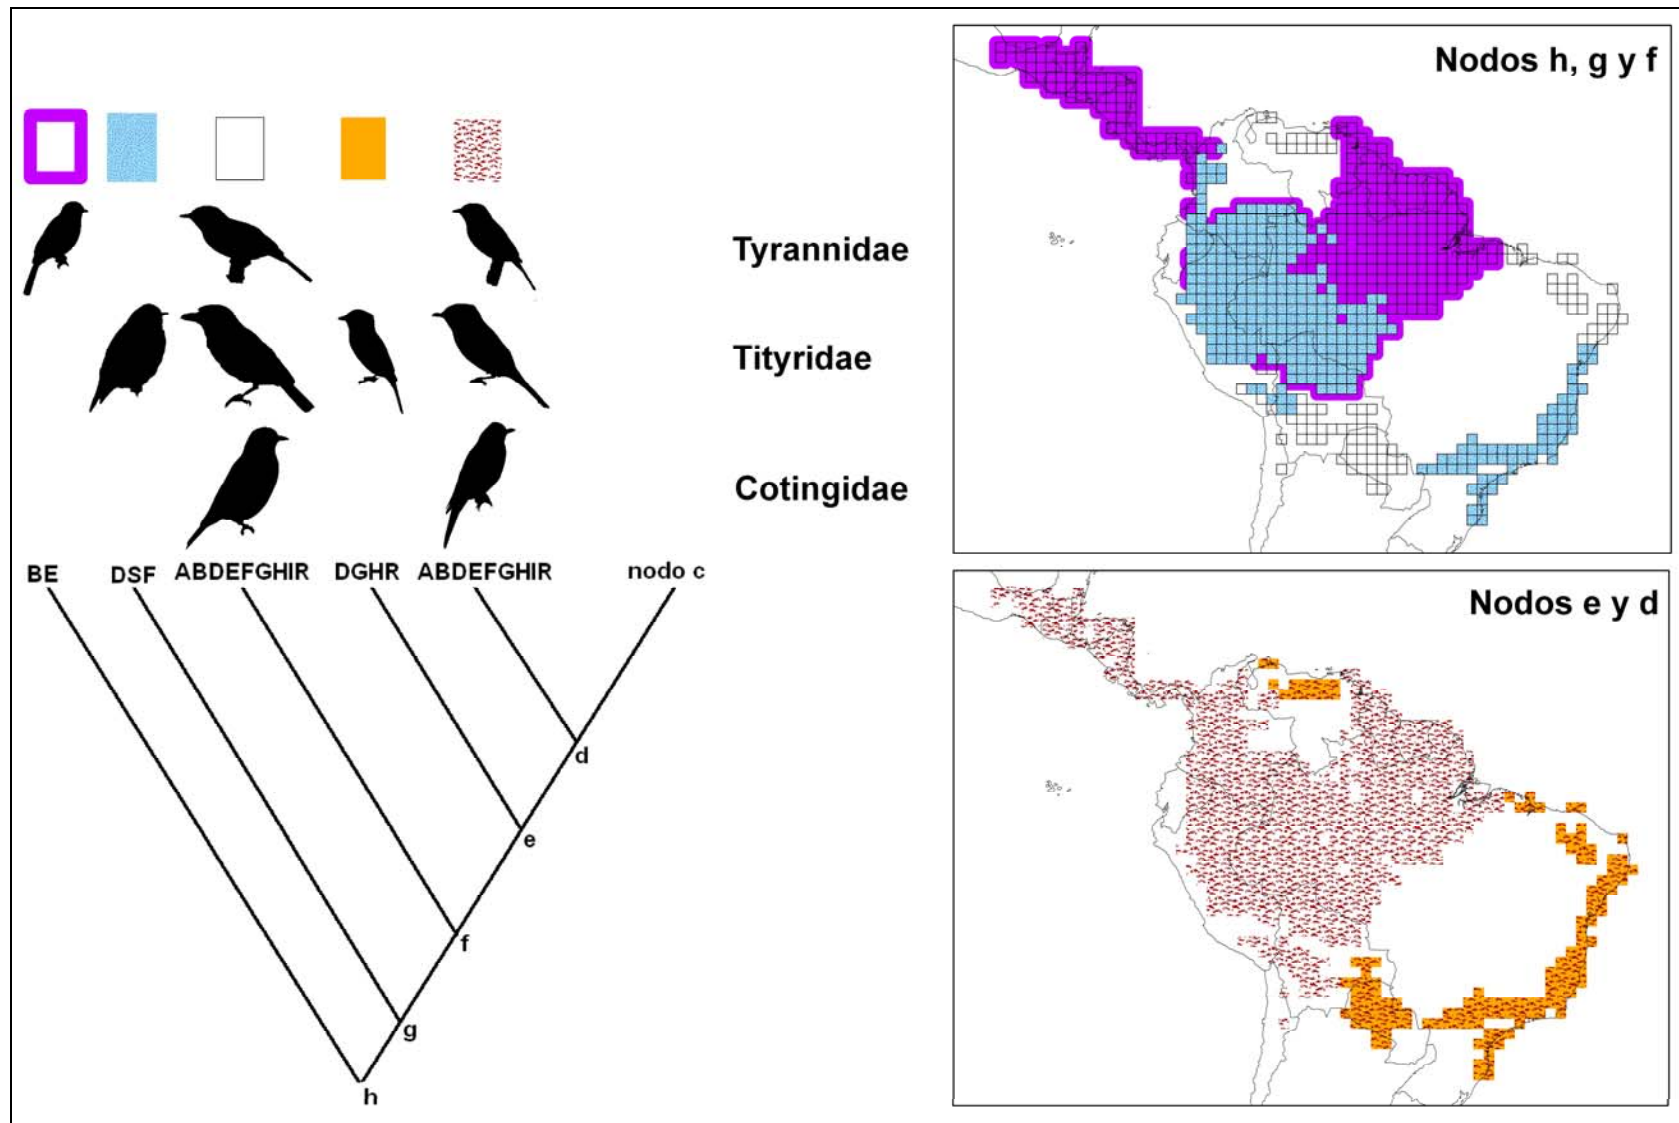 Tyrannidae
Tityridae
Cotingidae
BE DSF ABDEFGHIR DGHR ABDEFGHIR nodo c
d
e
f
g
h
Nodos h, g y f
Nodos e y d